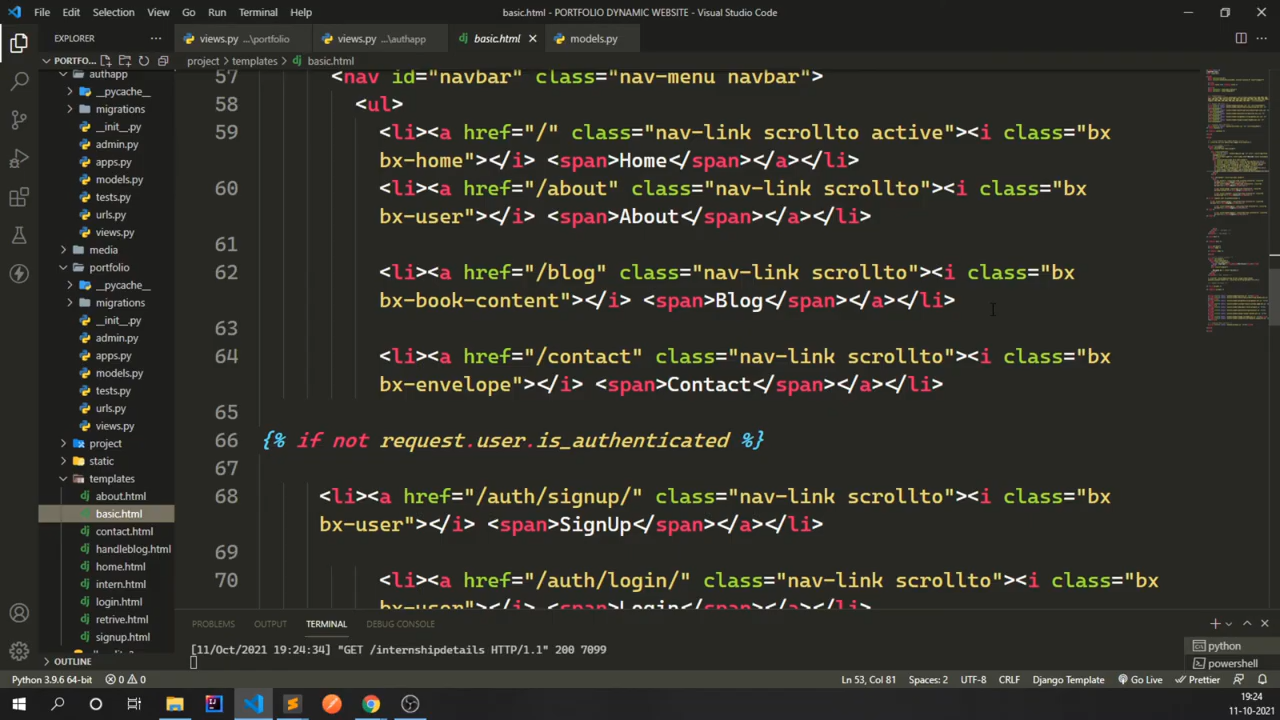 File Edit Selection View Go Run Terminal Help
basic.html - PORTFOLIO DYNAMIC WEBSITE - Visual Studio Code
EXPLORER
views.py ...\portfolio
views.py ...\authapp
basic.html
models.py
PORTFO...
project > templates > basic.html
authapp
__pycache__
migrations
__init__.py
admin.py
apps.py
models.py
tests.py
urls.py
views.py
media
portfolio
__pycache__
migrations
__init__.py
admin.py
apps.py
models.py
tests.py
urls.py
views.py
project
static
templates
about.html
basic.html
contact.html
handleblog.html
home.html
intern.html
login.html
retrive.html
signup.html
OUTLINE
57 <nav id="navbar" class="nav-menu navbar">
58 <ul>
59 <li><a href="/" class="nav-link scrollto active"><i class="bx
bx-home"></i> <span>Home</span></a></li>
60 <li><a href="/about" class="nav-link scrollto"><i class="bx
bx-user"></i> <span>About</span></a></li>
61
62 <li><a href="/blog" class="nav-link scrollto"><i class="bx
bx-book-content"></i> <span>Blog</span></a></li>
63
64 <li><a href="/contact" class="nav-link scrollto"><i class="bx
bx-envelope"></i> <span>Contact</span></a></li>
65
66 {% if not request.user.is_authenticated %}
67
68 <li><a href="/auth/signup/" class="nav-link scrollto"><i class="bx
bx-user"></i> <span>SignUp</span></a></li>
69
70 <li><a href="/auth/login/" class="nav-link scrollto"><i class="bx
bx-user"></i> <span>Login</span></a></li>
PROBLEMS OUTPUT TERMINAL DEBUG CONSOLE
[11/Oct/2021 19:24:34] "GET /internshipdetails HTTP/1.1" 200 7099
python
powershell
Python 3.9.6 64-bit
0
0
Ln 53, Col 81
Spaces: 2
UTF-8
CRLF
Django Template
Go Live
Prettier
19:24
11-10-2021